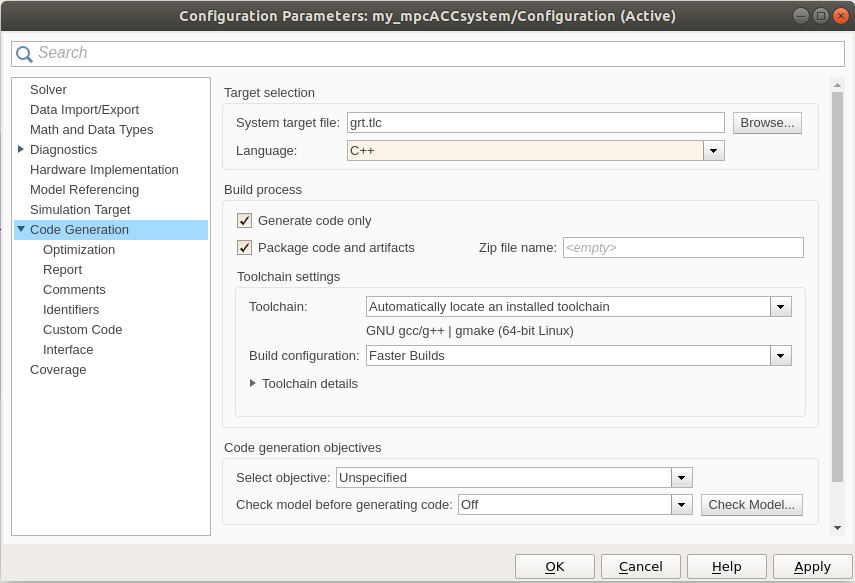 Configuration Parameters: my_mpcACCsystem/Configuration (Active)
Search
Solver
Data Import/Export
Math and Data Types
Diagnostics
Hardware Implementation
Model Referencing
Simulation Target
Code Generation
Optimization
Report
Comments
Identifiers
Custom Code
Interface
Coverage
Target selection
System target file: grt.tlc Browse...
Language: C++
Build process
Generate code only
Package code and artifacts Zip file name: <empty>
Toolchain settings
Toolchain: Automatically locate an installed toolchain
GNU gcc/g++ | gmake (64-bit Linux)
Build configuration: Faster Builds
Toolchain details
Code generation objectives
Select objective: Unspecified
Check model before generating code: Off Check Model...
OK Cancel Help Apply